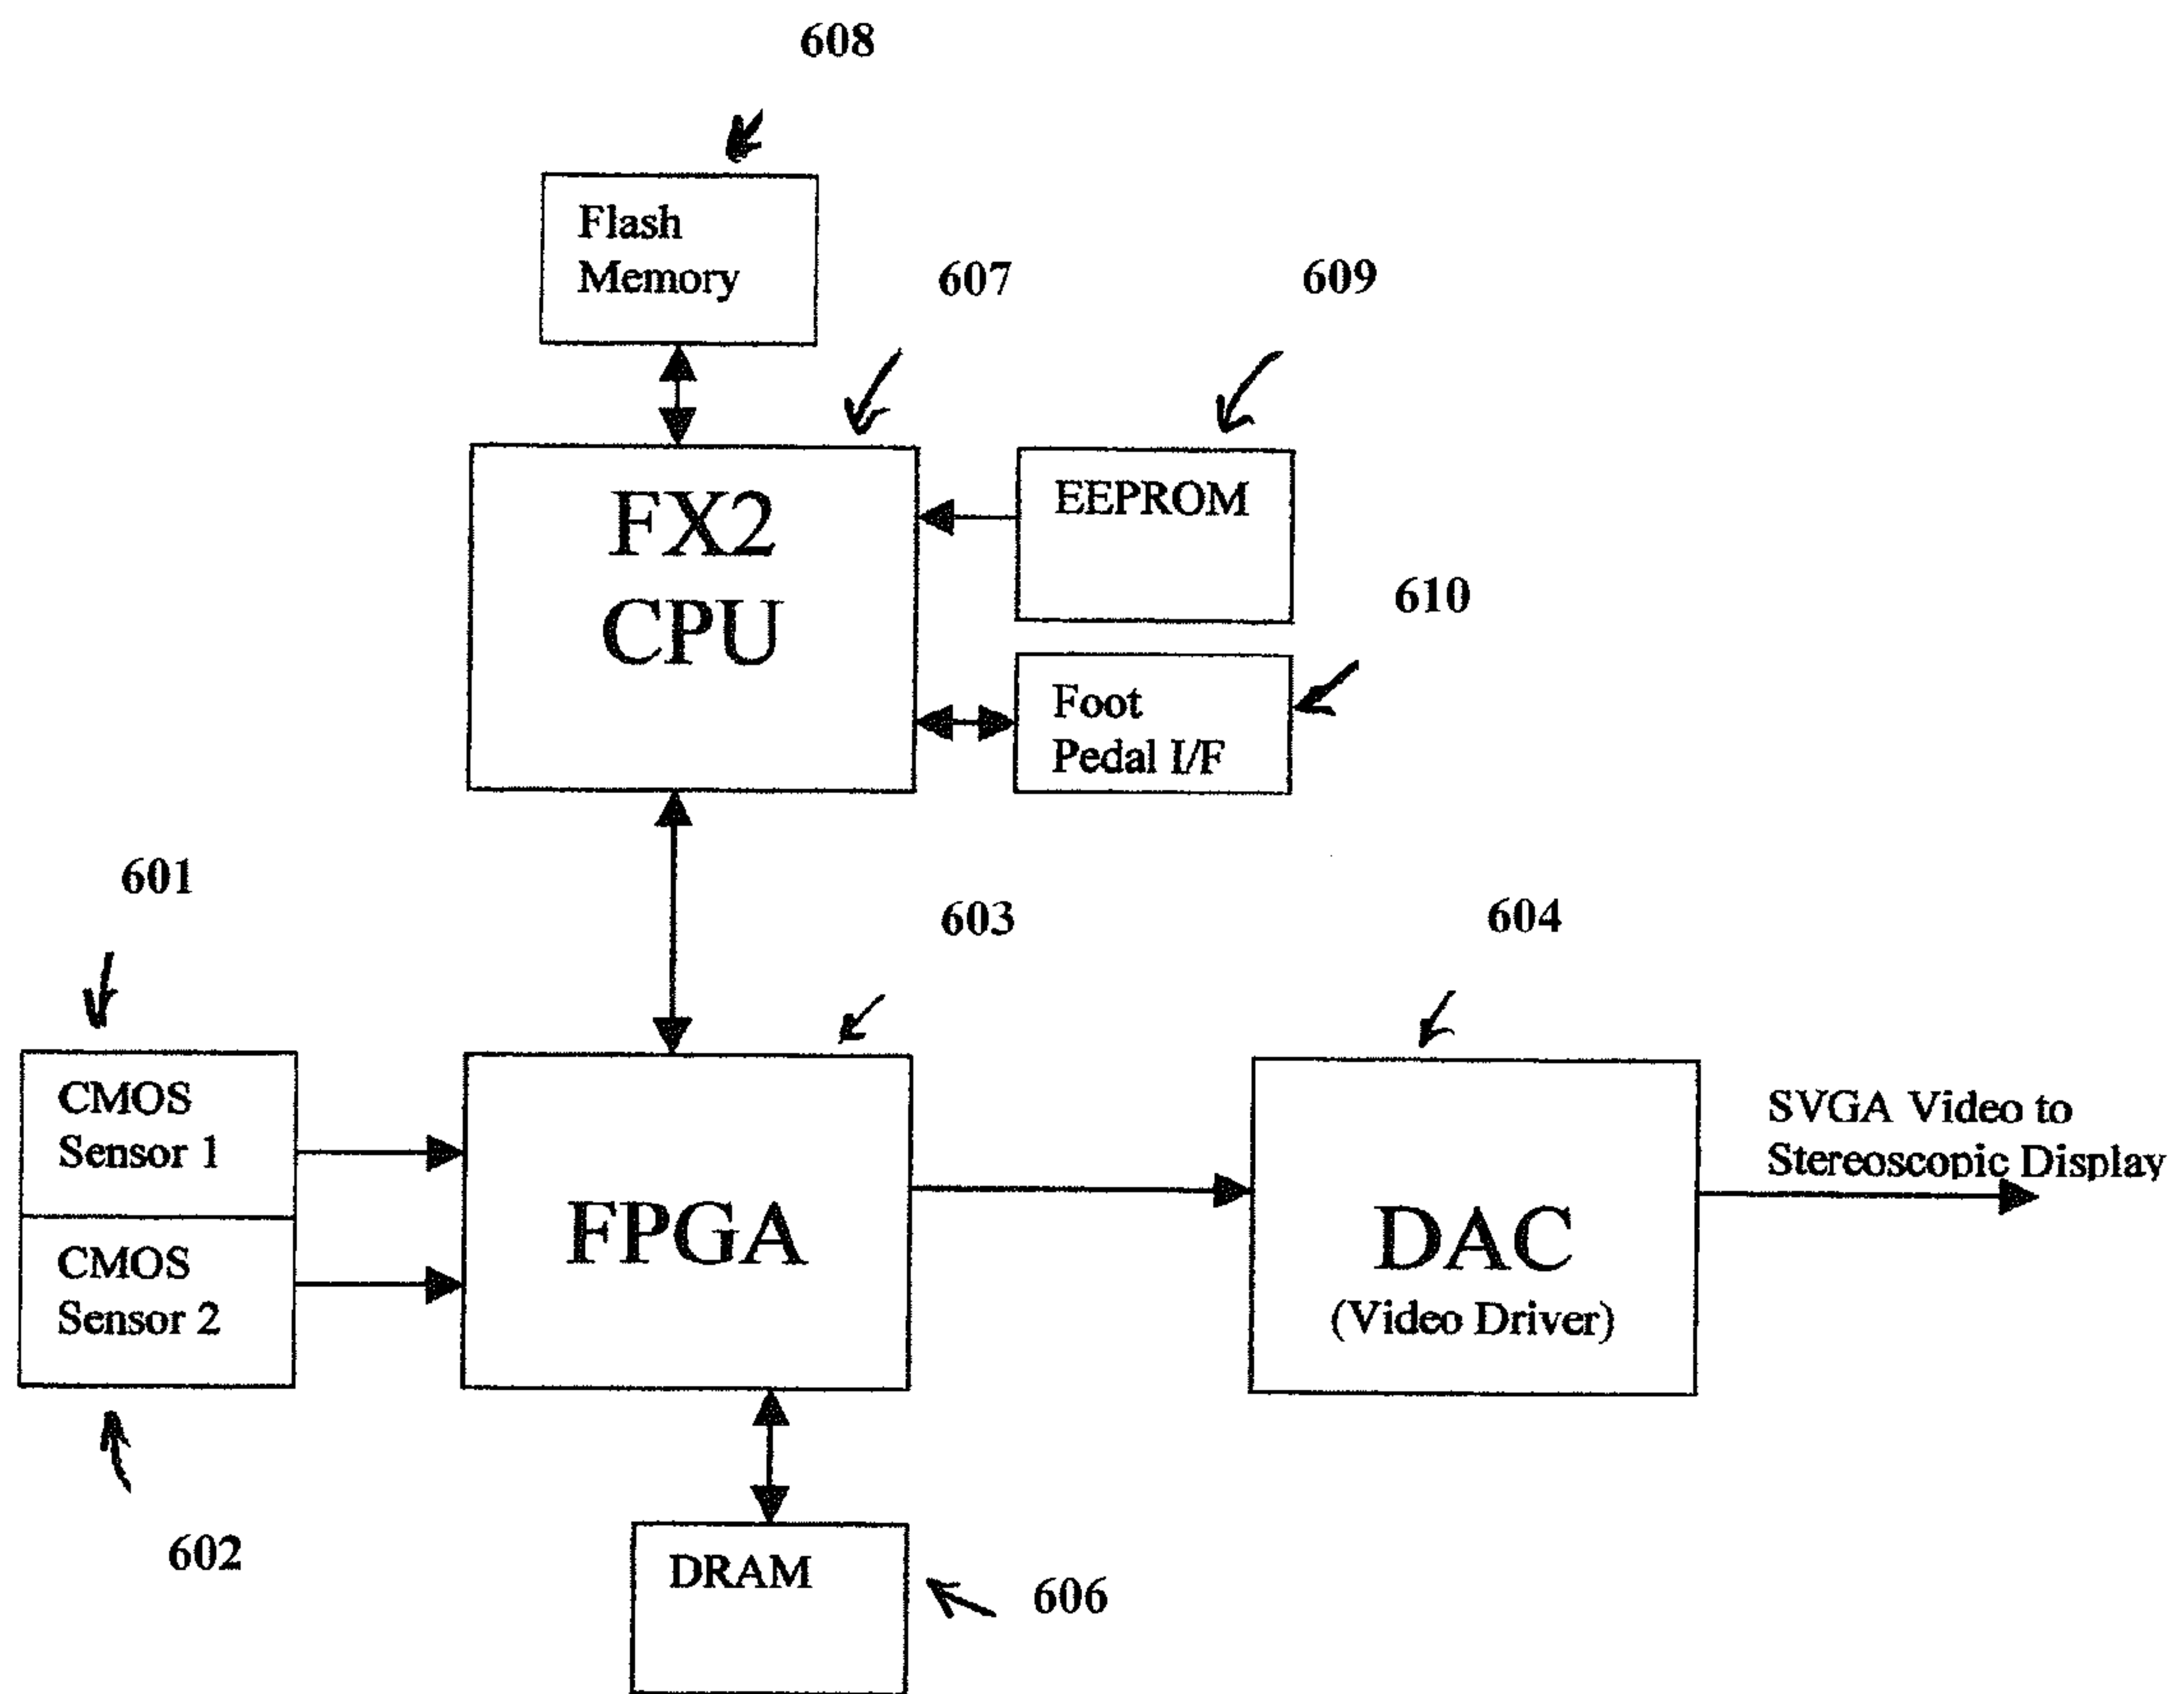 608
Flash
Memory
607
609
FX2
CPU
EEPROM
610
Foot
Pedal I/F
601
603
604
CMOS
Sensor 1
CMOS
Sensor 2
FPGA
DAC
(Video Driver)
SVGA Video to
Stereoscopic Display
602
DRAM
606